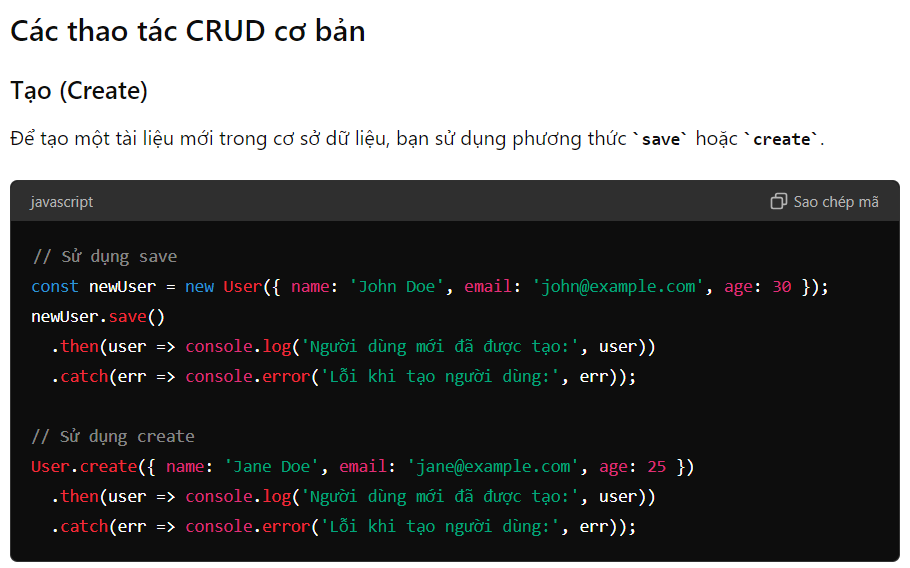 Các thao tác CRUD cơ bản
Tạo (Create)
Để tạo một tài liệu mới trong cơ sở dữ liệu, bạn sử dụng phương thức `save` hoặc `create`.
javascript
Sao chép mã
// Sử dụng save
const newUser = new User({ name: 'John Doe', email: 'john@example.com', age: 30 });
newUser.save()
  .then(user => console.log('Người dùng mới đã được tạo:', user))
  .catch(err => console.error('Lỗi khi tạo người dùng:', err));
// Sử dụng create
User.create({ name: 'Jane Doe', email: 'jane@example.com', age: 25 })
  .then(user => console.log('Người dùng mới đã được tạo:', user))
  .catch(err => console.error('Lỗi khi tạo người dùng:', err));